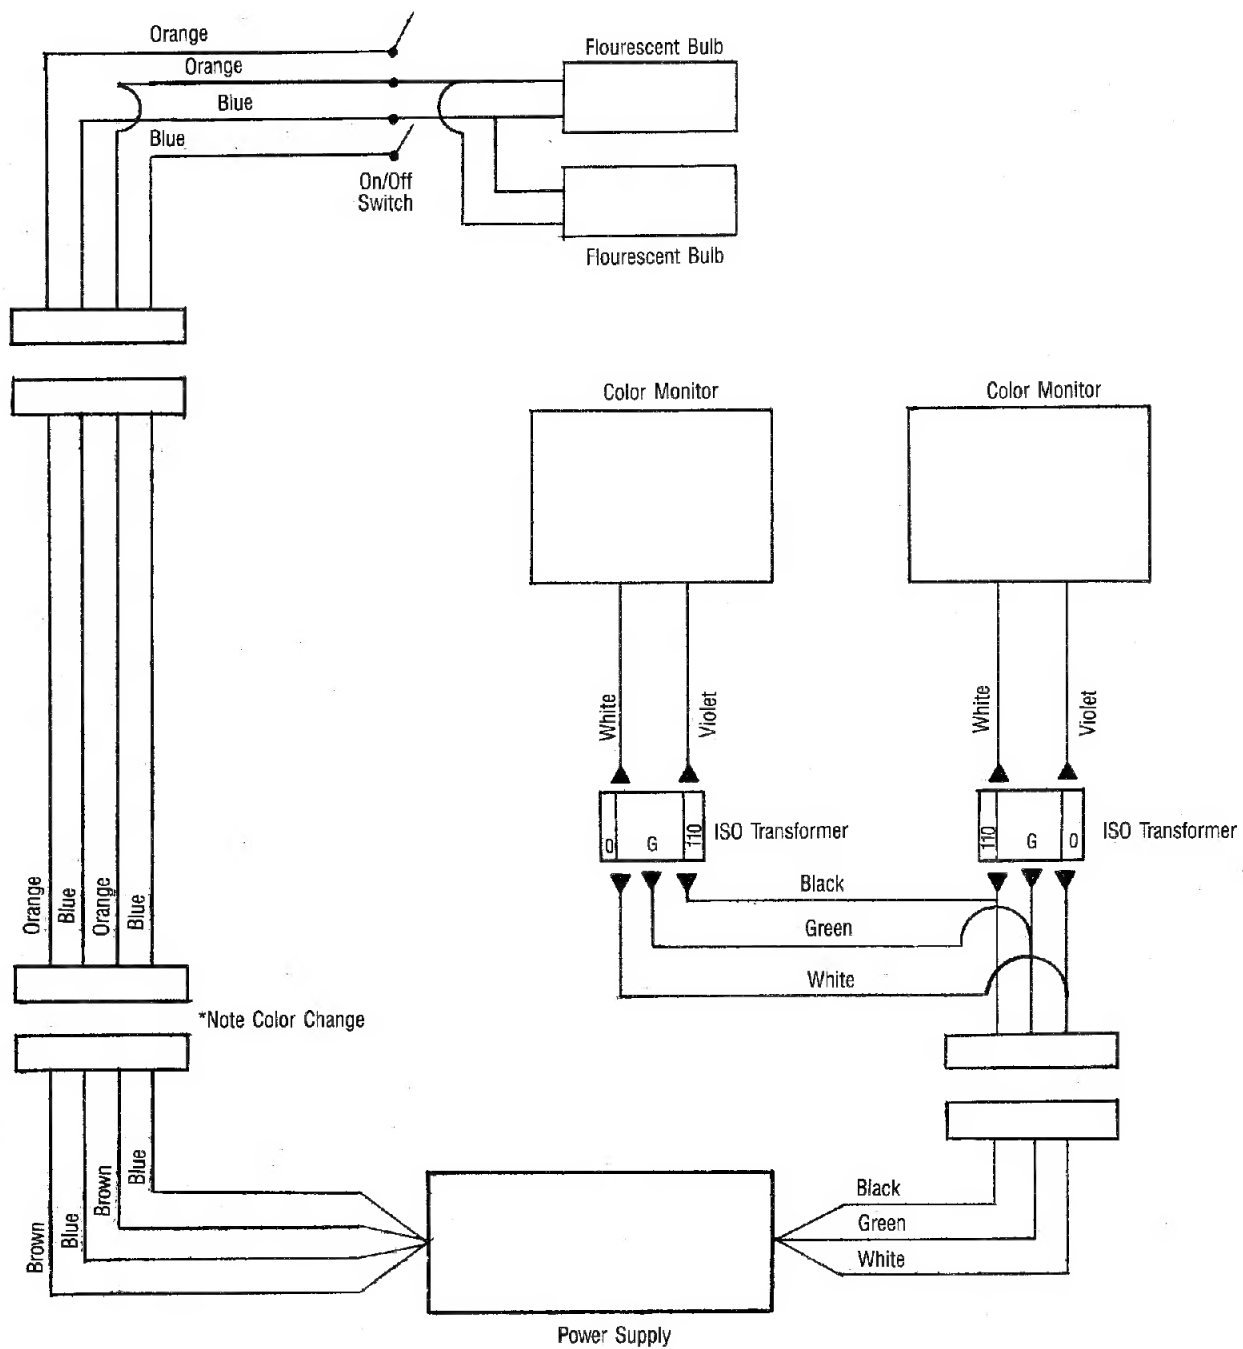 Orange
Orange
Flourescent Bulb
Blue
Blue
On/Off
Switch
Flourescent Bulb
Color Monitor
Color Monitor
White
Violet
White
Violet
0
G
110
ISO Transformer
110
G
0
ISO Transformer
Black
Green
White
Orange
Blue
Orange
Blue
*Note Color Change
Brown
Blue
Brown
Blue
Black
Green
White
Power Supply